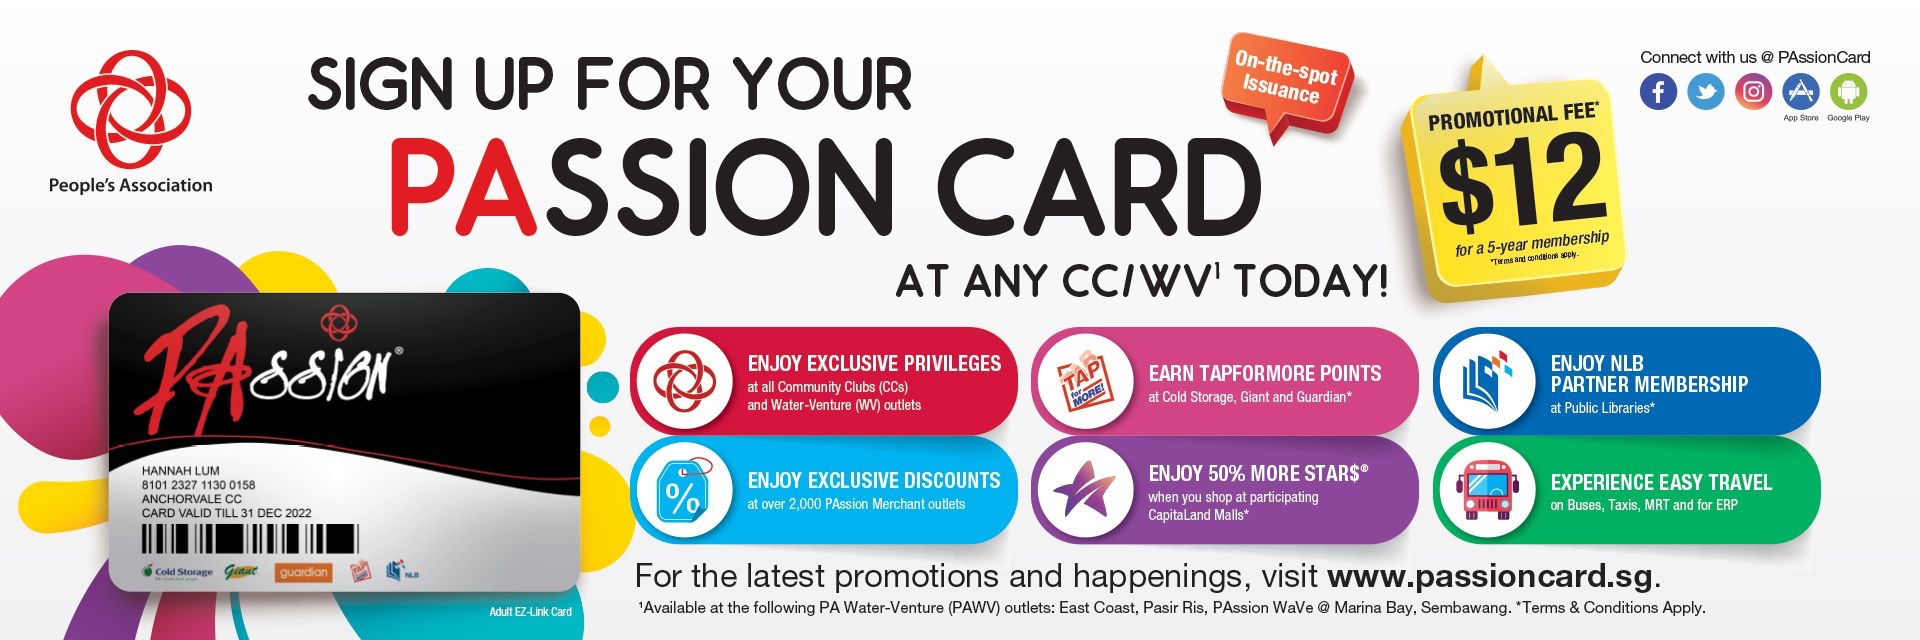 People's Association
SIGN UP FOR YOUR
PASSION CARD
AT ANY CC/WV¹ TODAY!
On-the-spot
Issuance
PROMOTIONAL FEE*
$12
for a 5-year membership
*Terms and conditions apply.
Connect with us @ PAssionCard
App Store Google Play
PAssion®
HANNAH LUM
8101 2327 1130 0158
ANCHORVALE CC
CARD VALID TILL 31 DEC 2022
Cold Storage Giant guardian TAP for MORE! NLB
Adult EZ-Link Card
ENJOY EXCLUSIVE PRIVILEGES
at all Community Clubs (CCs)
and Water-Venture (WV) outlets
TAP
for
MORE!
EARN TAPFORMORE POINTS
at Cold Storage, Giant and Guardian*
ENJOY NLB
PARTNER MEMBERSHIP
at Public Libraries*
%
ENJOY EXCLUSIVE DISCOUNTS
at over 2,000 PAssion Merchant outlets
ENJOY 50% MORE STAR$®
when you shop at participating
CapitaLand Malls*
EXPERIENCE EASY TRAVEL
on Buses, Taxis, MRT and for ERP
For the latest promotions and happenings, visit www.passioncard.sg.
¹Available at the following PA Water-Venture (PAWV) outlets: East Coast, Pasir Ris, PAssion WaVe @ Marina Bay, Sembawang. *Terms & Conditions Apply.